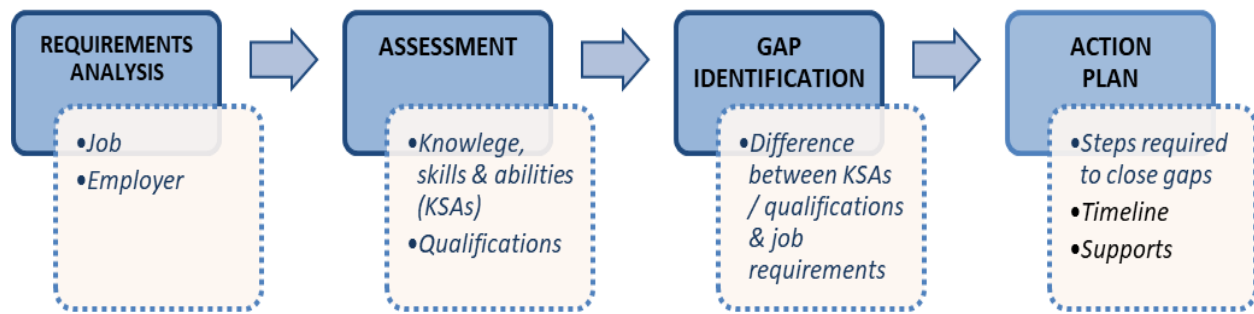 REQUIREMENTS
ANALYSIS
•Job
•Employer
ASSESSMENT
•Knowlege,
skills & abilities
(KSAs)
•Qualifications
GAP
IDENTIFICATION
•Difference
between KSAs
/ qualifications
& job
requirements
ACTION
PLAN
•Steps required
to close gaps
•Timeline
•Supports